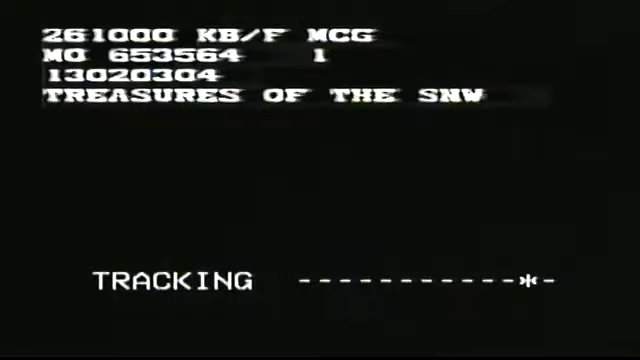 261000 KB/F MCG
MO 653564 1
13020304
TREASURES OF THE SNW
TRACKING -----------*-